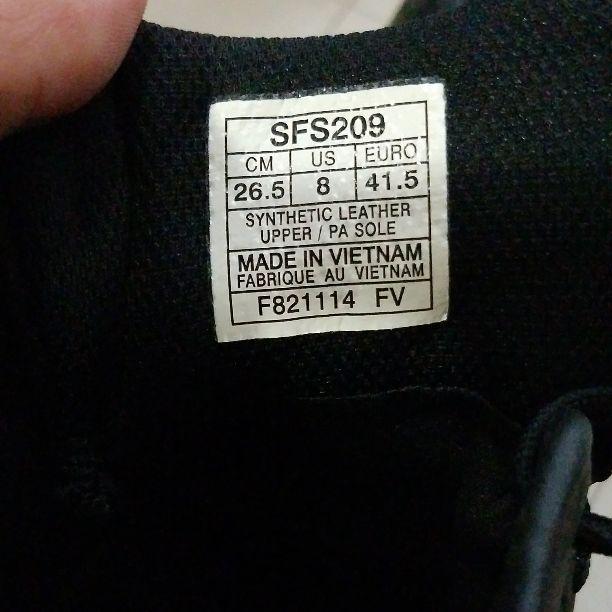 SFS209
CM US EURO
26.5 8 41.5
SYNTHETIC LEATHER
UPPER / PA SOLE
MADE IN VIETNAM
FABRIQUE AU VIETNAM
F821114 FV